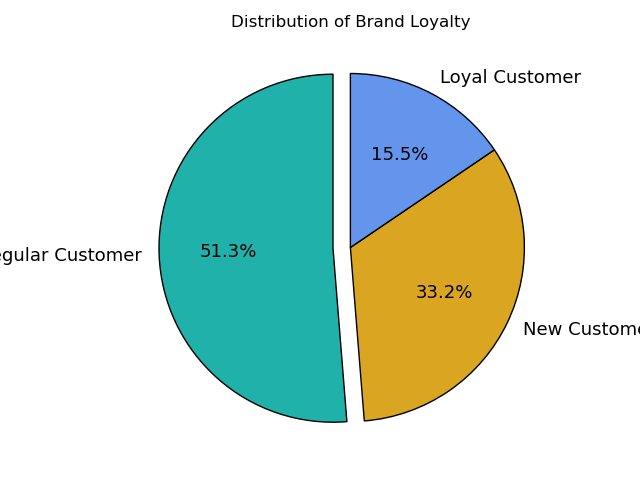 Distribution of Brand Loyalty
Loyal Customer
15.5%
51.3%
egular Customer
33.2%
New Custome